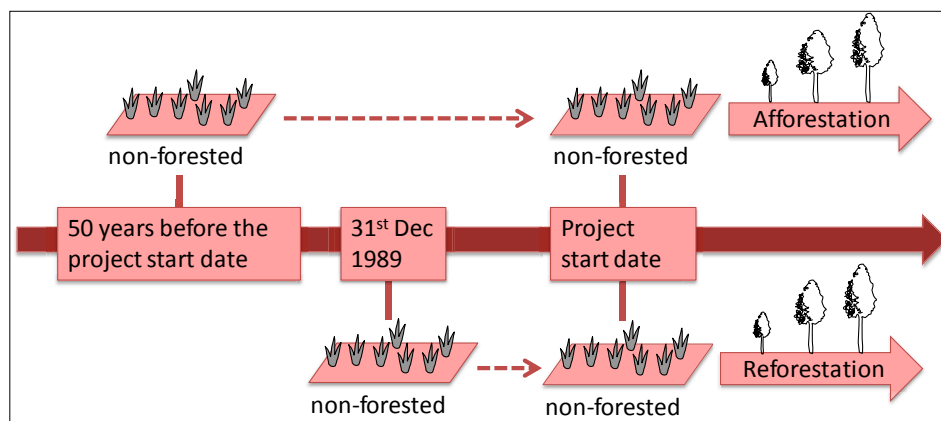 Afforestation
non-forested
non-forested
50 years before the
project start date
31st Dec
1989
Project
start date
Reforestation
non-forested
non-forested